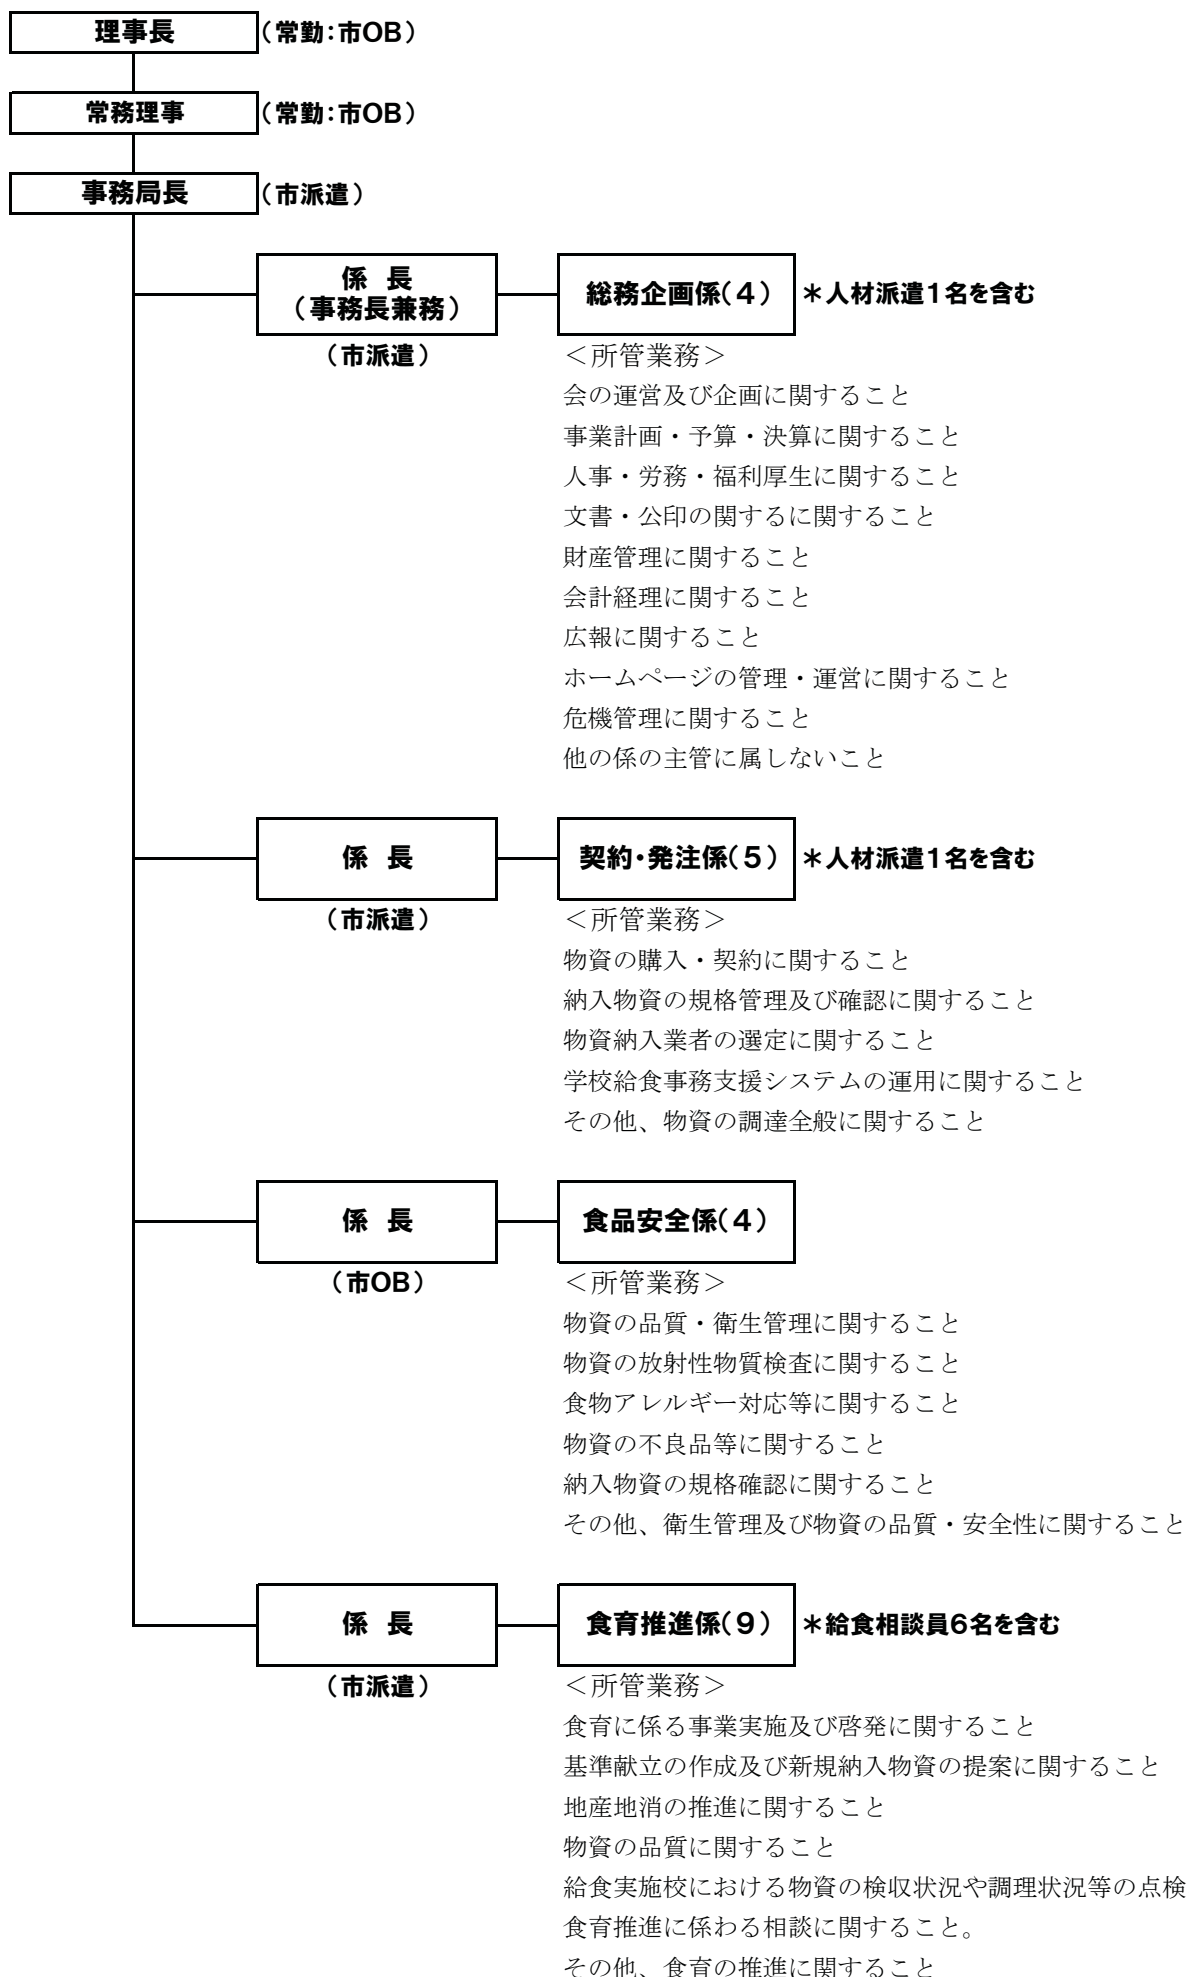 理事長 (常勤:市OB)
常務理事 (常勤:市OB)
事務局長 (市派遣)
係 長
(事務長兼務)
(市派遣)
総務企画係(4) *人材派遣1名を含む
<所管業務>
会の運営及び企画に関すること
事業計画・予算・決算に関すること
人事・労務・福利厚生に関すること
文書・公印の関するに関すること
財産管理に関すること
会計経理に関すること
広報に関すること
ホームページの管理・運営に関すること
危機管理に関すること
他の係の主管に属しないこと
係 長
(市派遣)
契約・発注係(5) *人材派遣1名を含む
<所管業務>
物資の購入・契約に関すること
納入物資の規格管理及び確認に関すること
物資納入業者の選定に関すること
学校給食事務支援システムの運用に関すること
その他、物資の調達全般に関すること
係 長
(市OB)
食品安全係(4)
<所管業務>
物資の品質・衛生管理に関すること
物資の放射性物質検査に関すること
食物アレルギー対応等に関すること
物資の不良品等に関すること
納入物資の規格確認に関すること
その他、衛生管理及び物資の品質・安全性に関すること
係 長
(市派遣)
食育推進係(9) *給食相談員6名を含む
<所管業務>
食育に係る事業実施及び啓発に関すること
基準献立の作成及び新規納入物資の提案に関すること
地産地消の推進に関すること
物資の品質に関すること
給食実施校における物資の検収状況や調理状況等の点検
食育推進に係わる相談に関すること。
その他、食育の推進に関すること